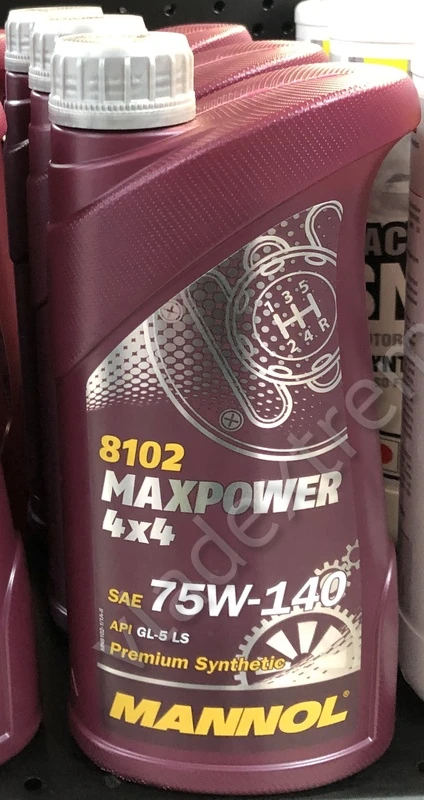 1 3 5
2 4 R
8102
MAXPOWER
4x4
SAE 75W-140
API GL-5 LS
Premium Synthetic
MANNOL®